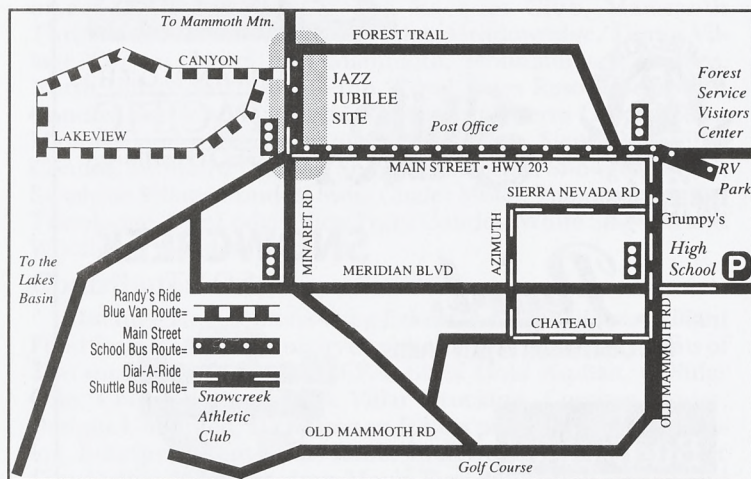 To Mammoth Mtn.
FOREST TRAIL
CANYON
JAZZ
JUBILEE
SITE
Forest
Service
Visitors
Center
LAKEVIEW
Post Office
MAIN STREET • HWY 203
RV
Park
SIERRA NEVADA RD
Grumpy's
MINARET RD
AZIMUTH
High
School
P
To the
Lakes
Basin
MERIDIAN BLVD
Randy's Ride
Blue Van Route=
Main Street
School Bus Route=
Dial-A-Ride
Shuttle Bus Route=
CHATEAU
OLD MAMMOTH RD
Snowcreek
Athletic
Club
OLD MAMMOTH RD
Golf Course